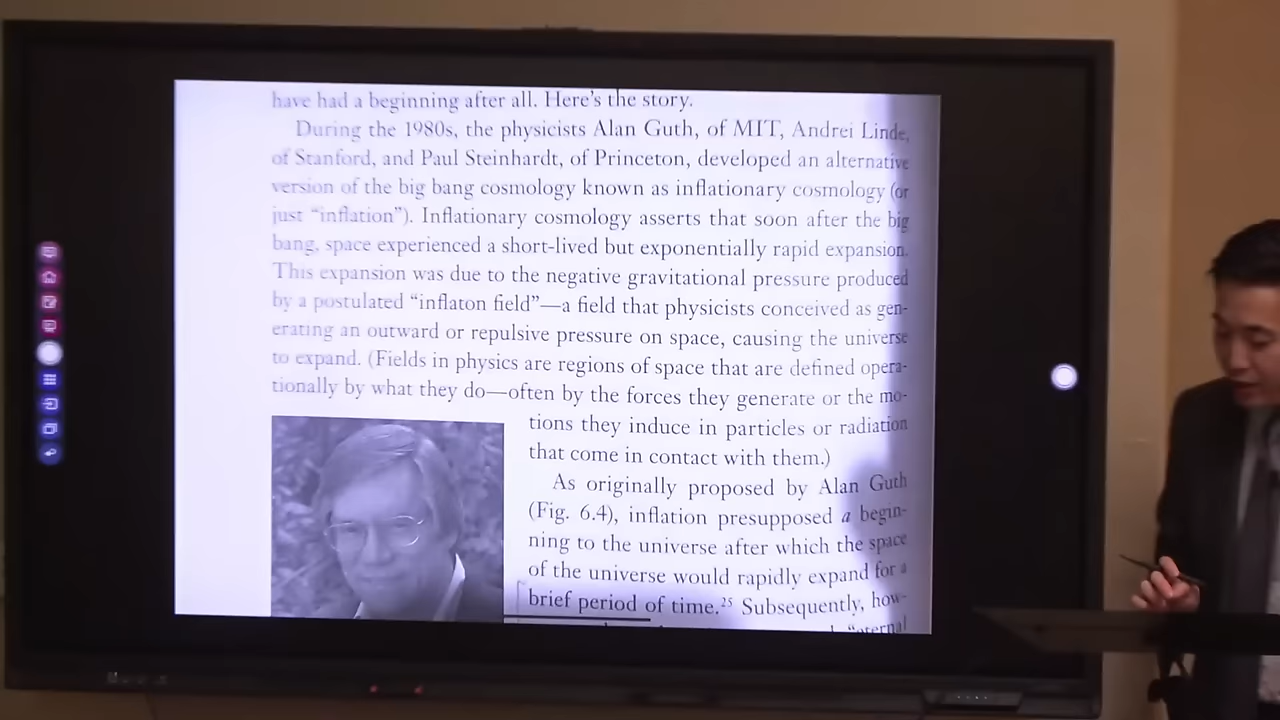 have had a beginning after all. Here's the story.
During the 1980s, the physicists Alan Guth, of MIT, Andrei Linde,
of Stanford, and Paul Steinhardt, of Princeton, developed an alternative
version of the big bang cosmology known as inflationary cosmology (or
just “inflation”). Inflationary cosmology asserts that soon after the big
bang, space experienced a short-lived but exponentially rapid expansion.
This expansion was due to the negative gravitational pressure produced
by a postulated “inflaton field”—a field that physicists conceived as gen-
erating an outward or repulsive pressure on space, causing the universe
to expand. (Fields in physics are regions of space that are defined opera-
tionally by what they do—often by the forces they generate or the mo-
tions they induce in particles or radiation
that come in contact with them.)
As originally proposed by Alan Guth
(Fig. 6.4), inflation presupposed a begin-
ning to the universe after which the space
of the universe would rapidly expand for a
brief period of time.²⁵ Subsequently, how-
“eternal